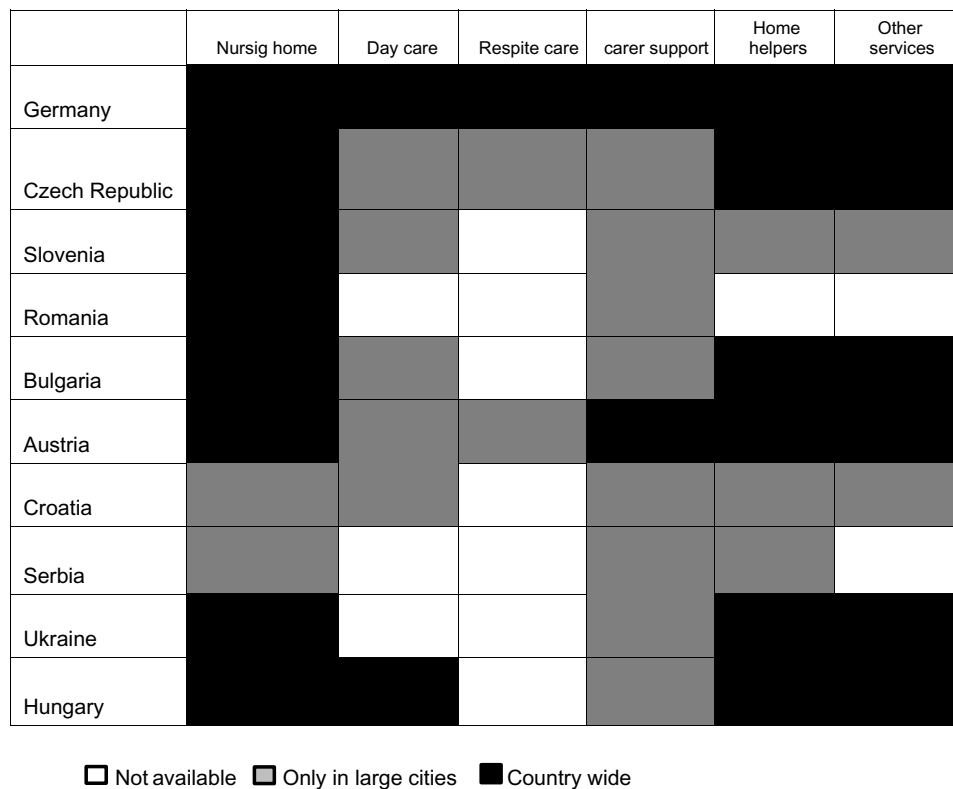 Nursig home Day care Respite care carer support Home helpers Other services
Germany
Czech Republic
Slovenia
Romania
Bulgaria
Austria
Croatia
Serbia
Ukraine
Hungary
Not available Only in large cities Country wide